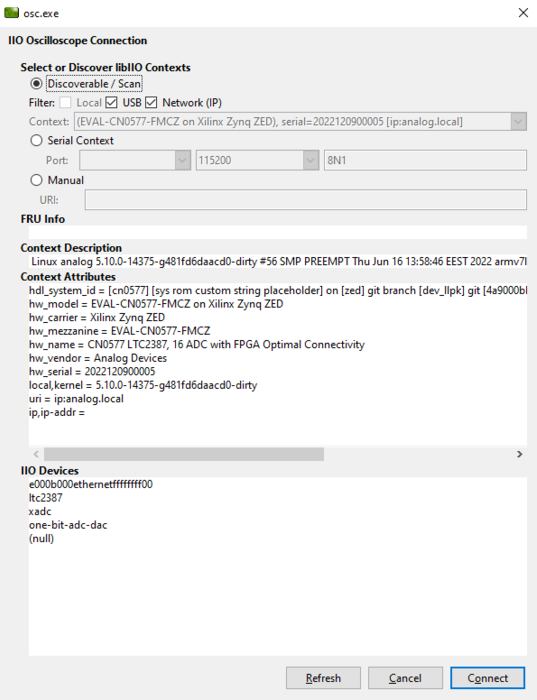 osc.exe
IIO Oscilloscope Connection
Select or Discover libIIO Contexts
Discoverable / Scan
Filter: Local USB Network (IP)
Context: (EVAL-CN0577-FMCZ on Xilinx Zynq ZED), serial=2022120900005 [ip:analog.local]
Serial Context
Port: 115200 8N1
Manual
URI:
FRU Info
Context Description
Linux analog 5.10.0-14375-g481fd6daacd0-dirty #56 SMP PREEMPT Thu Jun 16 13:58:46 EEST 2022 armv7l
Context Attributes
hdl_system_id = [cn0577] [sys rom custom string placeholder] on [zed] git branch [dev_llpk] git [4a9000bl
hw_model = EVAL-CN0577-FMCZ on Xilinx Zynq ZED
hw_carrier = Xilinx Zynq ZED
hw_mezzanine = EVAL-CN0577-FMCZ
hw_name = CN0577 LTC2387, 16 ADC with FPGA Optimal Connectivity
hw_vendor = Analog Devices
hw_serial = 2022120900005
local,kernel = 5.10.0-14375-g481fd6daacd0-dirty
uri = ip:analog.local
ip,ip-addr =
IIO Devices
e000b000ethernetffffffff00
ltc2387
xadc
one-bit-adc-dac
(null)
Refresh Cancel Connect